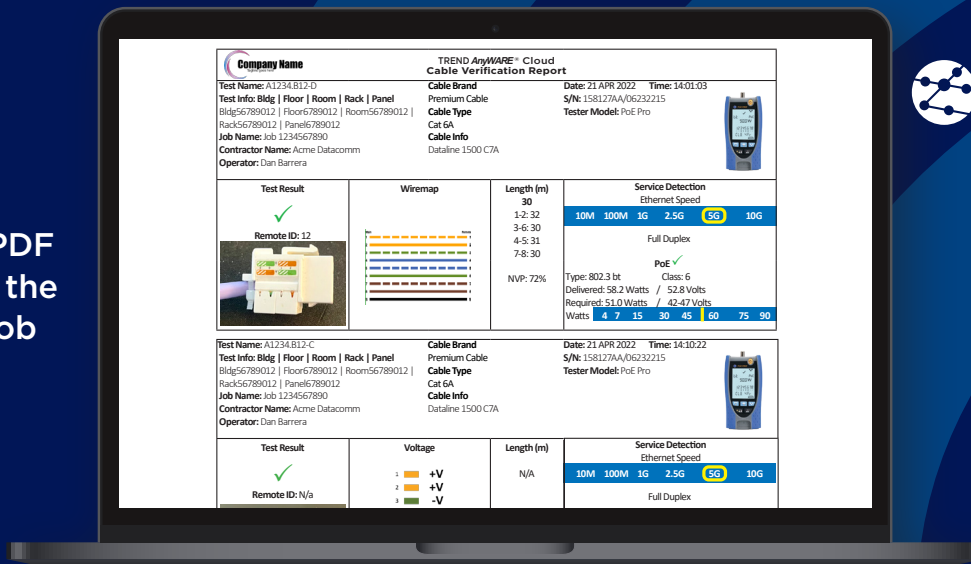 PDF
the
ob
Company Name
TREND AnyWARE® Cloud
Cable Verification Report
Test Name: A1234.B12-D
Test Info: Bldg | Floor | Room | Rack | Panel
Bldg56789012 | Floor6789012 | Room56789012 |
Rack56789012 | Panel6789012
Job Name: Job 1234567890
Contractor Name: Acme Datacomm
Operator: Dan Barrera
Cable Brand
Premium Cable
Cable Type
Cat 6A
Cable Info
Dataline 1500 C7A
Date: 21 APR 2022 Time: 14:01:03
S/N: 158127AA/06232215
Tester Model: PoE Pro
Test Result
Remote ID: 12
Wiremap
Length (m)
30
1-2: 32
3-6: 30
4-5: 31
7-8: 30
NVP: 72%
Service Detection
Ethernet Speed
10M 100M 1G 2.5G 5G 10G
Full Duplex
PoE ✓
Type: 802.3 bt Class: 6
Delivered: 58.2 Watts / 52.8 Volts
Required: 51.0 Watts / 42-47 Volts
Watts 4 7 15 30 45 60 75 90
Test Name: A1234.B12-C
Test Info: Bldg | Floor | Room | Rack | Panel
Bldg56789012 | Floor6789012 | Room56789012 |
Rack56789012 | Panel6789012
Job Name: Job 1234567890
Contractor Name: Acme Datacomm
Operator: Dan Barrera
Cable Brand
Premium Cable
Cable Type
Cat 6A
Cable Info
Dataline 1500 C7A
Date: 21 APR 2022 Time: 14:10:22
S/N: 158127AA/06232215
Tester Model: PoE Pro
Test Result
Remote ID: N/a
Voltage
1 +V
2 +V
3 -V
Length (m)
N/A
Service Detection
Ethernet Speed
10M 100M 1G 2.5G 5G 10G
Full Duplex